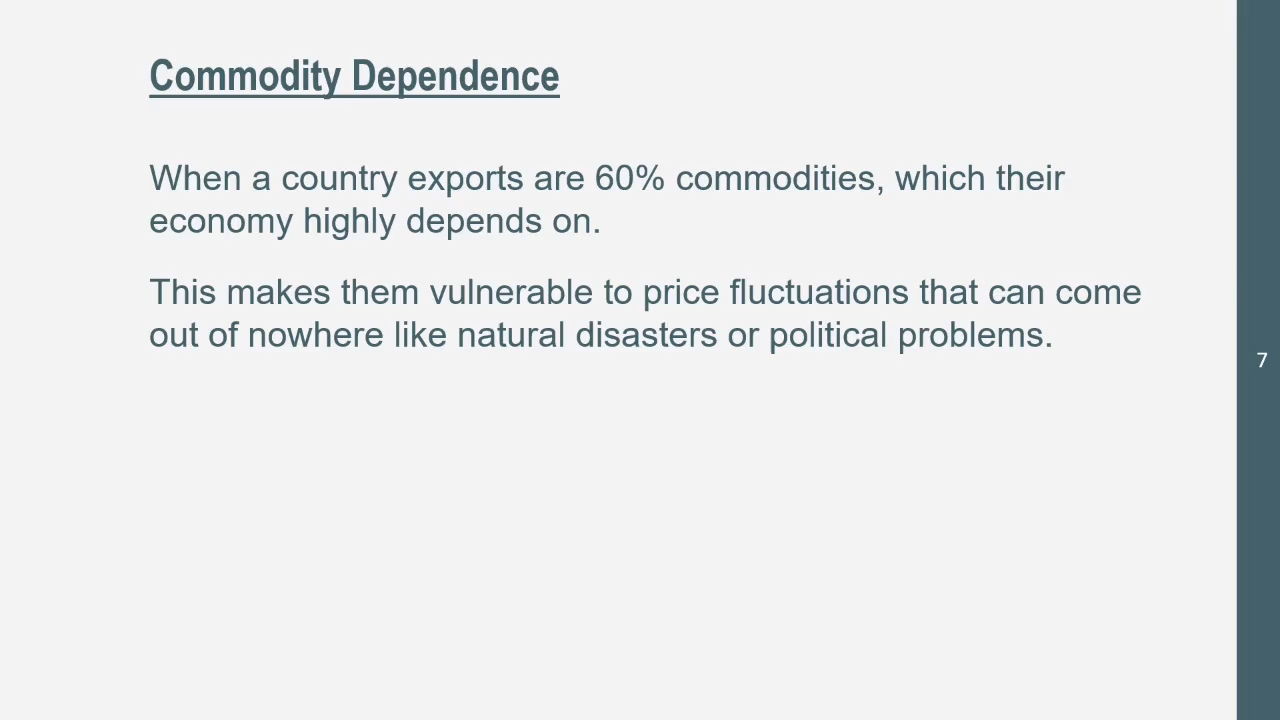 Commodity Dependence
When a country exports are 60% commodities, which their
economy highly depends on.
This makes them vulnerable to price fluctuations that can come
out of nowhere like natural disasters or political problems.
7